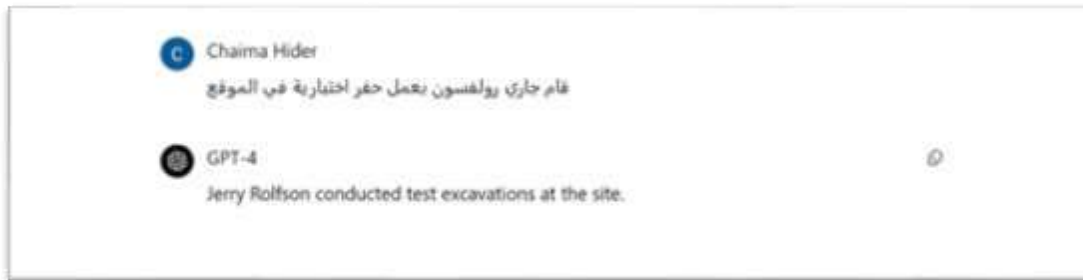 C
Chaima Hider
قام جاري رولفسون بعمل حفر اختبارية في الموقع
GPT-4
Jerry Rolfson conducted test excavations at the site.